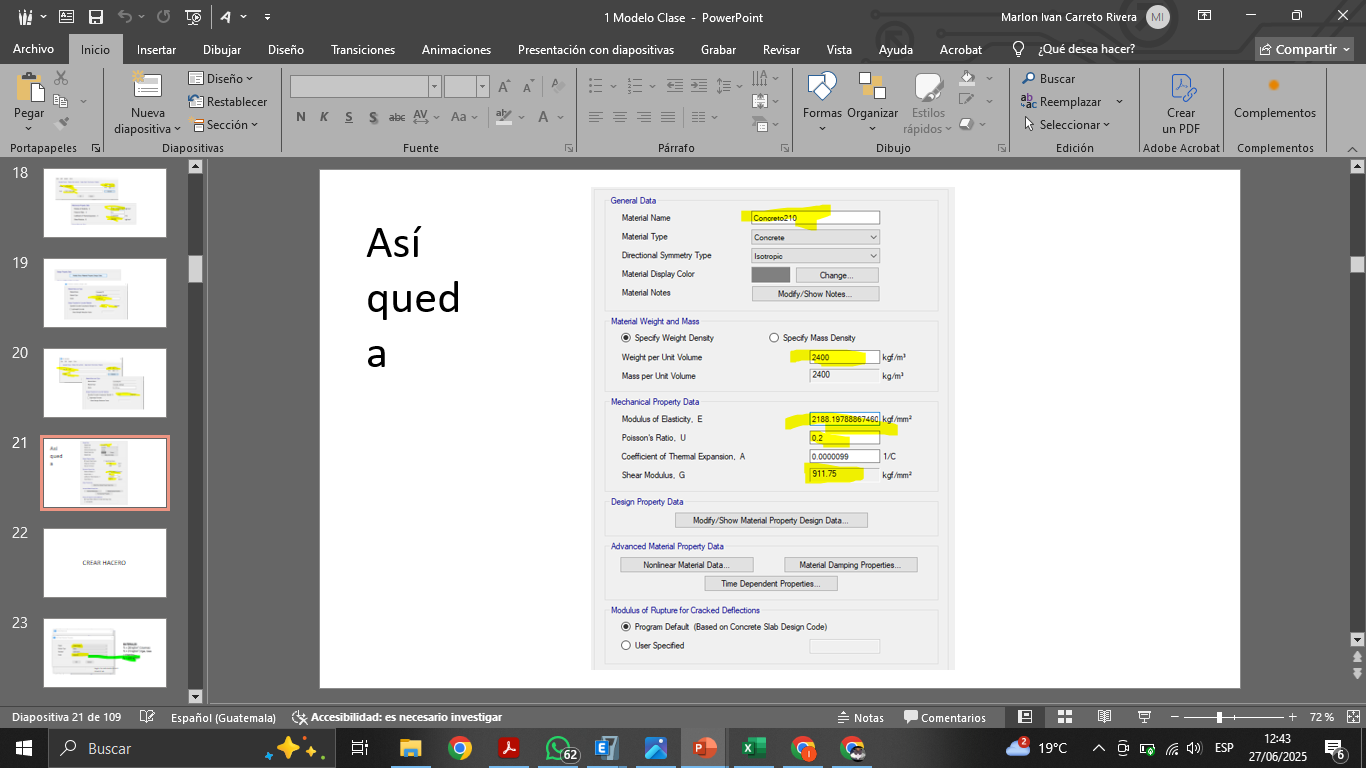 1 Modelo Clase - PowerPoint
Marlon Ivan Carreto Rivera
MI
Archivo Inicio Insertar Dibujar Diseño Transiciones Animaciones Presentación con diapositivas Grabar Revisar Vista Ayuda Acrobat ¿Qué desea hacer? Compartir
Pegar
Nueva diapositiva
Diseño
Restablecer
Sección
N K S S abc AV Aa
Formas Organizar Estilos rápidos
Buscar
Reemplazar
Seleccionar
Crear un PDF
Complementos
Portapapeles Diapositivas Fuente Párrafo Dibujo Edición Adobe Acrobat Complementos
18
19
20
21
Así
qued
a
22
CREAR HACERO
23
Así
qued
a
General Data
Material Name Concreto210
Material Type Concrete
Directional Symmetry Type Isotropic
Material Display Color Change...
Material Notes Modify/Show Notes...
Material Weight and Mass
Specify Weight Density Specify Mass Density
Weight per Unit Volume 2400 kgf/m³
Mass per Unit Volume 2400 kg/m³
Mechanical Property Data
Modulus of Elasticity, E 2188.19788867460 kgf/mm²
Poisson's Ratio, U 0.2
Coefficient of Thermal Expansion, A 0.0000099 1/C
Shear Modulus, G 911.75 kgf/mm²
Design Property Data
Modify/Show Material Property Design Data...
Advanced Material Property Data
Nonlinear Material Data... Material Damping Properties...
Time Dependent Properties...
Modulus of Rupture for Cracked Deflections
Program Default (Based on Concrete Slab Design Code)
User Specified
Diapositiva 21 de 109 Español (Guatemala) Accesibilidad: es necesario investigar Notas Comentarios 72 %
Buscar
62
2
19°C
ESP
12:43
27/06/2025
6